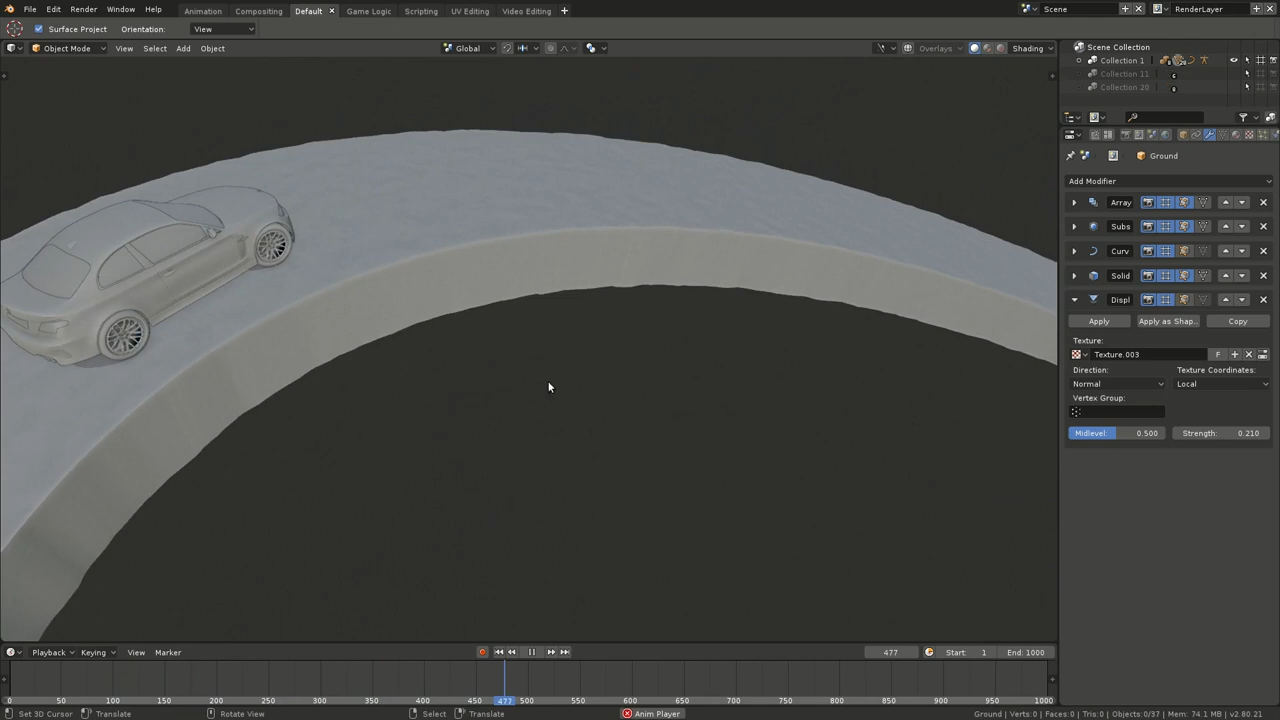 File Edit Render Window Help Animation Compositing Default Game Logic Scripting UV Editing Video Editing Scene RenderLayer
Surface Project Orientation: View
Object Mode View Select Add Object Global Overlays Shading
Scene Collection
Collection 1
Collection 11
Collection 20
Ground
Add Modifier
Array
Subs
Curv
Solid
Displ
Apply Apply as Shap.. Copy
Texture:
Texture.003 F
Direction: Texture Coordinates:
Normal Local
Vertex Group:
Midlevel: 0.500 Strength: 0.210
Playback Keying View Marker 477 Start: 1 End: 1000
0 50 100 150 200 250 300 350 400 450 477 500 550 600 650 700 750 800 850 900 950 1000
Set 3D Cursor Translate Rotate View Select Translate Anim Player Ground | Verts:0 | Faces:0 | Tris:0 | Objects:0/37 | Mem: 74.1 MB | v2.80.21